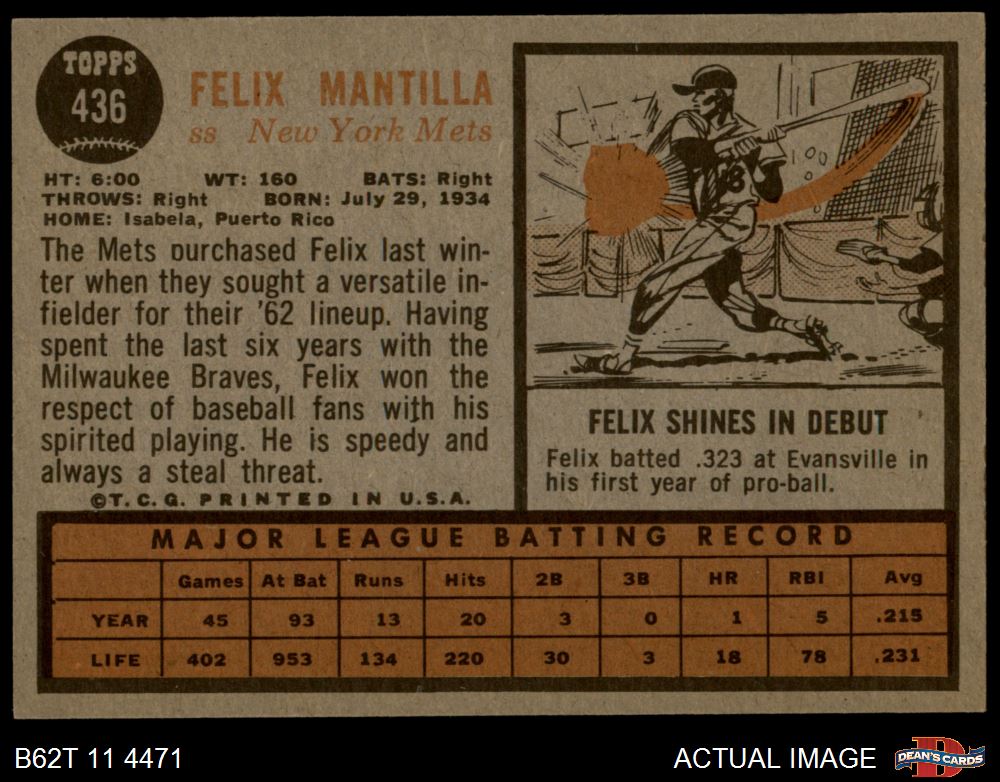 TOPPS
436
FELIX MANTILLA
ss New York Mets
HT: 6:00 WT: 160 BATS: Right
THROWS: Right BORN: July 29, 1934
HOME: Isabela, Puerto Rico
The Mets ourchased Felix last win-
ter when they sought a versatile in-
fielder for their '62 lineup. Having
spent the last six years with the
Milwaukee Braves, Felix won the
respect of baseball fans with his
spirited playing. He is speedy and
always a steal threat.
©T.C.G. PRINTED IN U.S.A.
18
FELIX SHINES IN DEBUT
Felix batted .323 at Evansville in
his first year of pro-ball.
MAJOR LEAGUE BATTING RECORD
Games At Bat Runs Hits 2B 3B HR RBI Avg
YEAR 45 93 13 20 3 0 1 5 .215
LIFE 402 953 134 220 30 3 18 78 .231
B62T 11 4471 ACTUAL IMAGE
D
DEAN'S CARDS